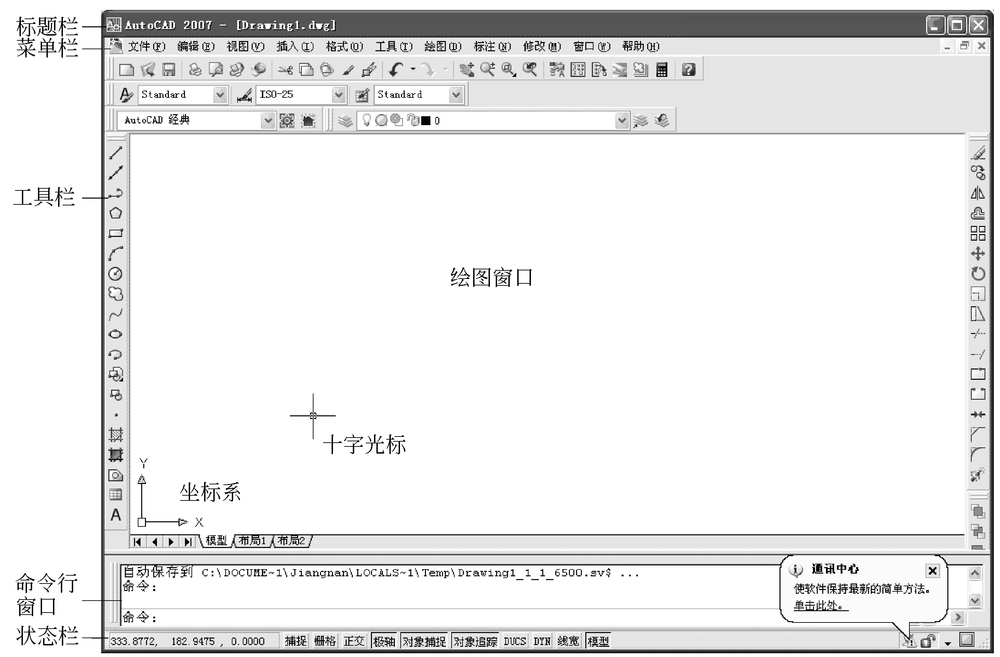 标题栏
AutoCAD 2007 - [Drawing1.dwg]
菜单栏
文件(F) 编辑(E) 视图(V) 插入(I) 格式(O) 工具(T) 绘图(D) 标注(N) 修改(M) 窗口(W) 帮助(H)
Standard ISO-25 Standard
AutoCAD 经典 0
工具栏
绘图窗口
十字光标
Y
坐标系
X
A
模型 布局1 布局2
命令行
窗口
自动保存到 C:\DOCUME~1\Jiangnan\LOCALS~1\Temp\Drawing1_1_1_6500.sv$ ...
命令:
命令:
通讯中心
使软件保持最新的简单方法。
单击此处。
状态栏
333.8772, 182.9475 , 0.0000 捕捉 栅格 正交 极轴 对象捕捉 对象追踪 DUCS DYN 线宽 模型